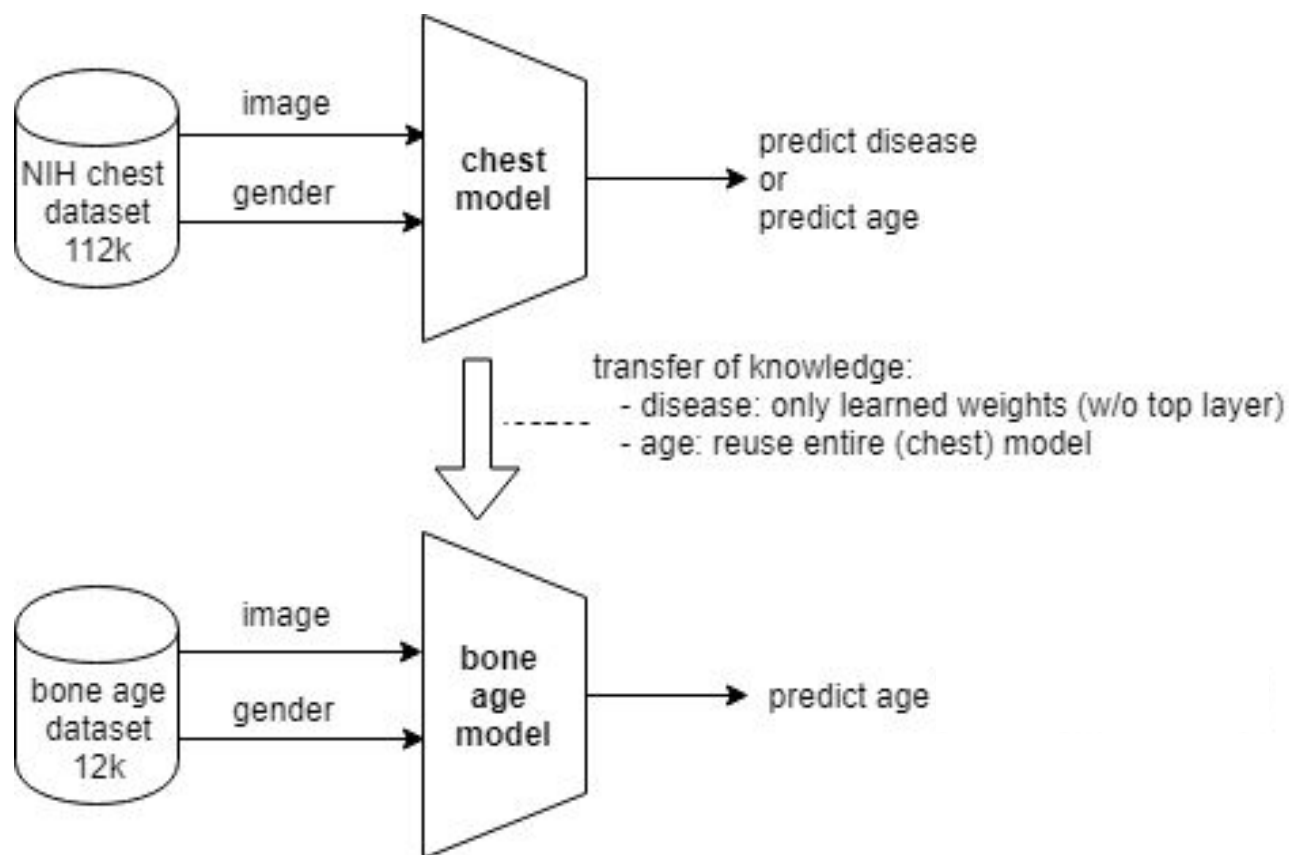 image
NIH chest
dataset
112k
gender
chest
model
predict disease
or
predict age
transfer of knowledge:
- disease: only learned weights (w/o top layer)
- age: reuse entire (chest) model
image
bone age
dataset
12k
gender
bone
age
model
predict age